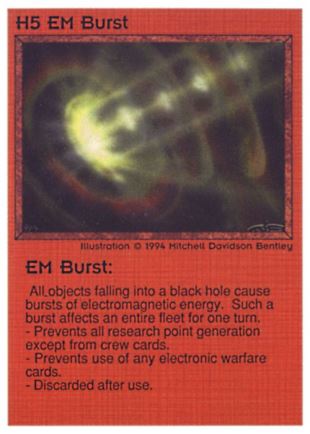 H5 EM Burst
Illustration © 1994 Mitchell Davidson Bentley
EM Burst:
All objects falling into a black hole cause
bursts of electromagnetic energy. Such a
burst affects an entire fleet for one turn.
- Prevents all research point generation
except from crew cards.
- Prevents use of any electronic warfare
cards.
- Discarded after use.